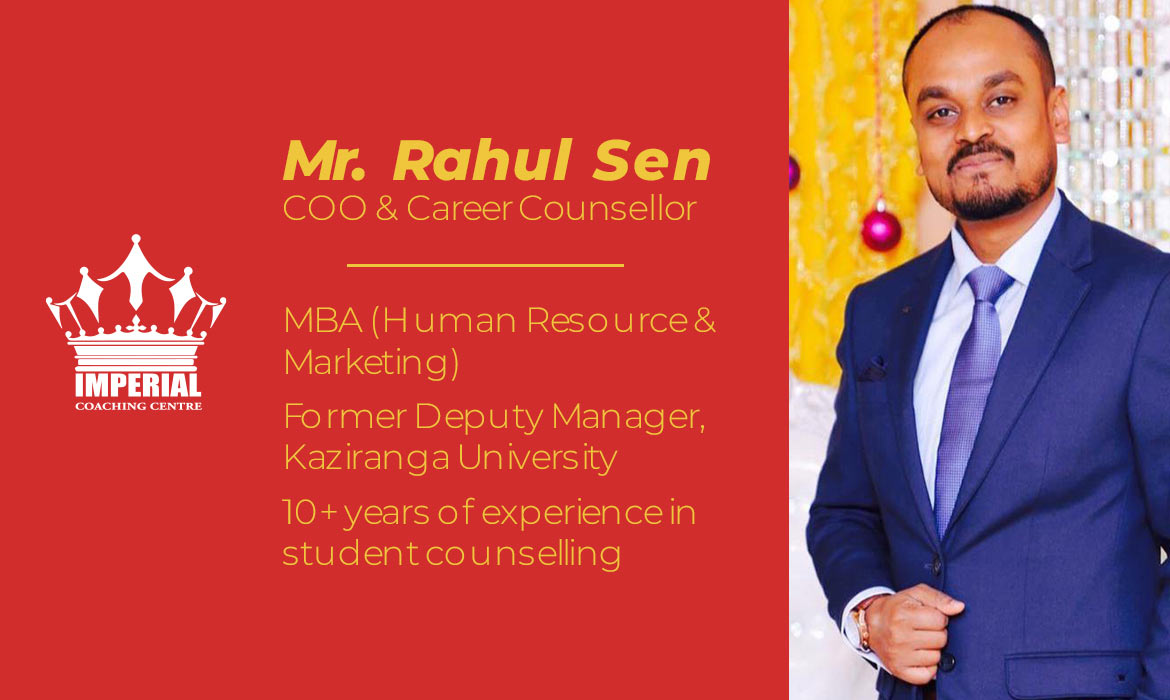 Mr. Rahul Sen
COO & Career Counsellor
IMPERIAL
COACHING CENTRE
MBA (Human Resource &
Marketing)
Former Deputy Manager,
Kaziranga University
10+ years of experience in
student counselling